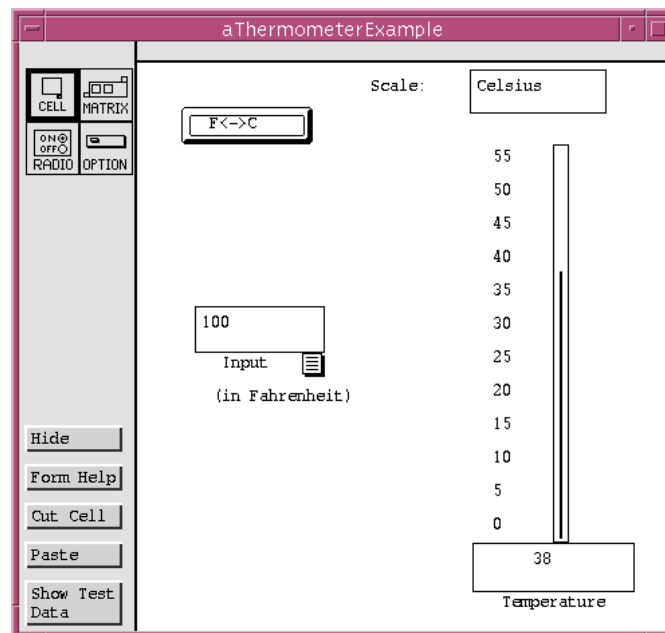 aThermometerExample
CELL
MATRIX
ON
OFF
RADIO
OPTION
F<->C
Scale:
Celsius
55
50
45
40
35
30
25
20
15
10
5
0
100
Input
(in Fahrenheit)
38
Temperature
Hide
Form Help
Cut Cell
Paste
Show Test
Data